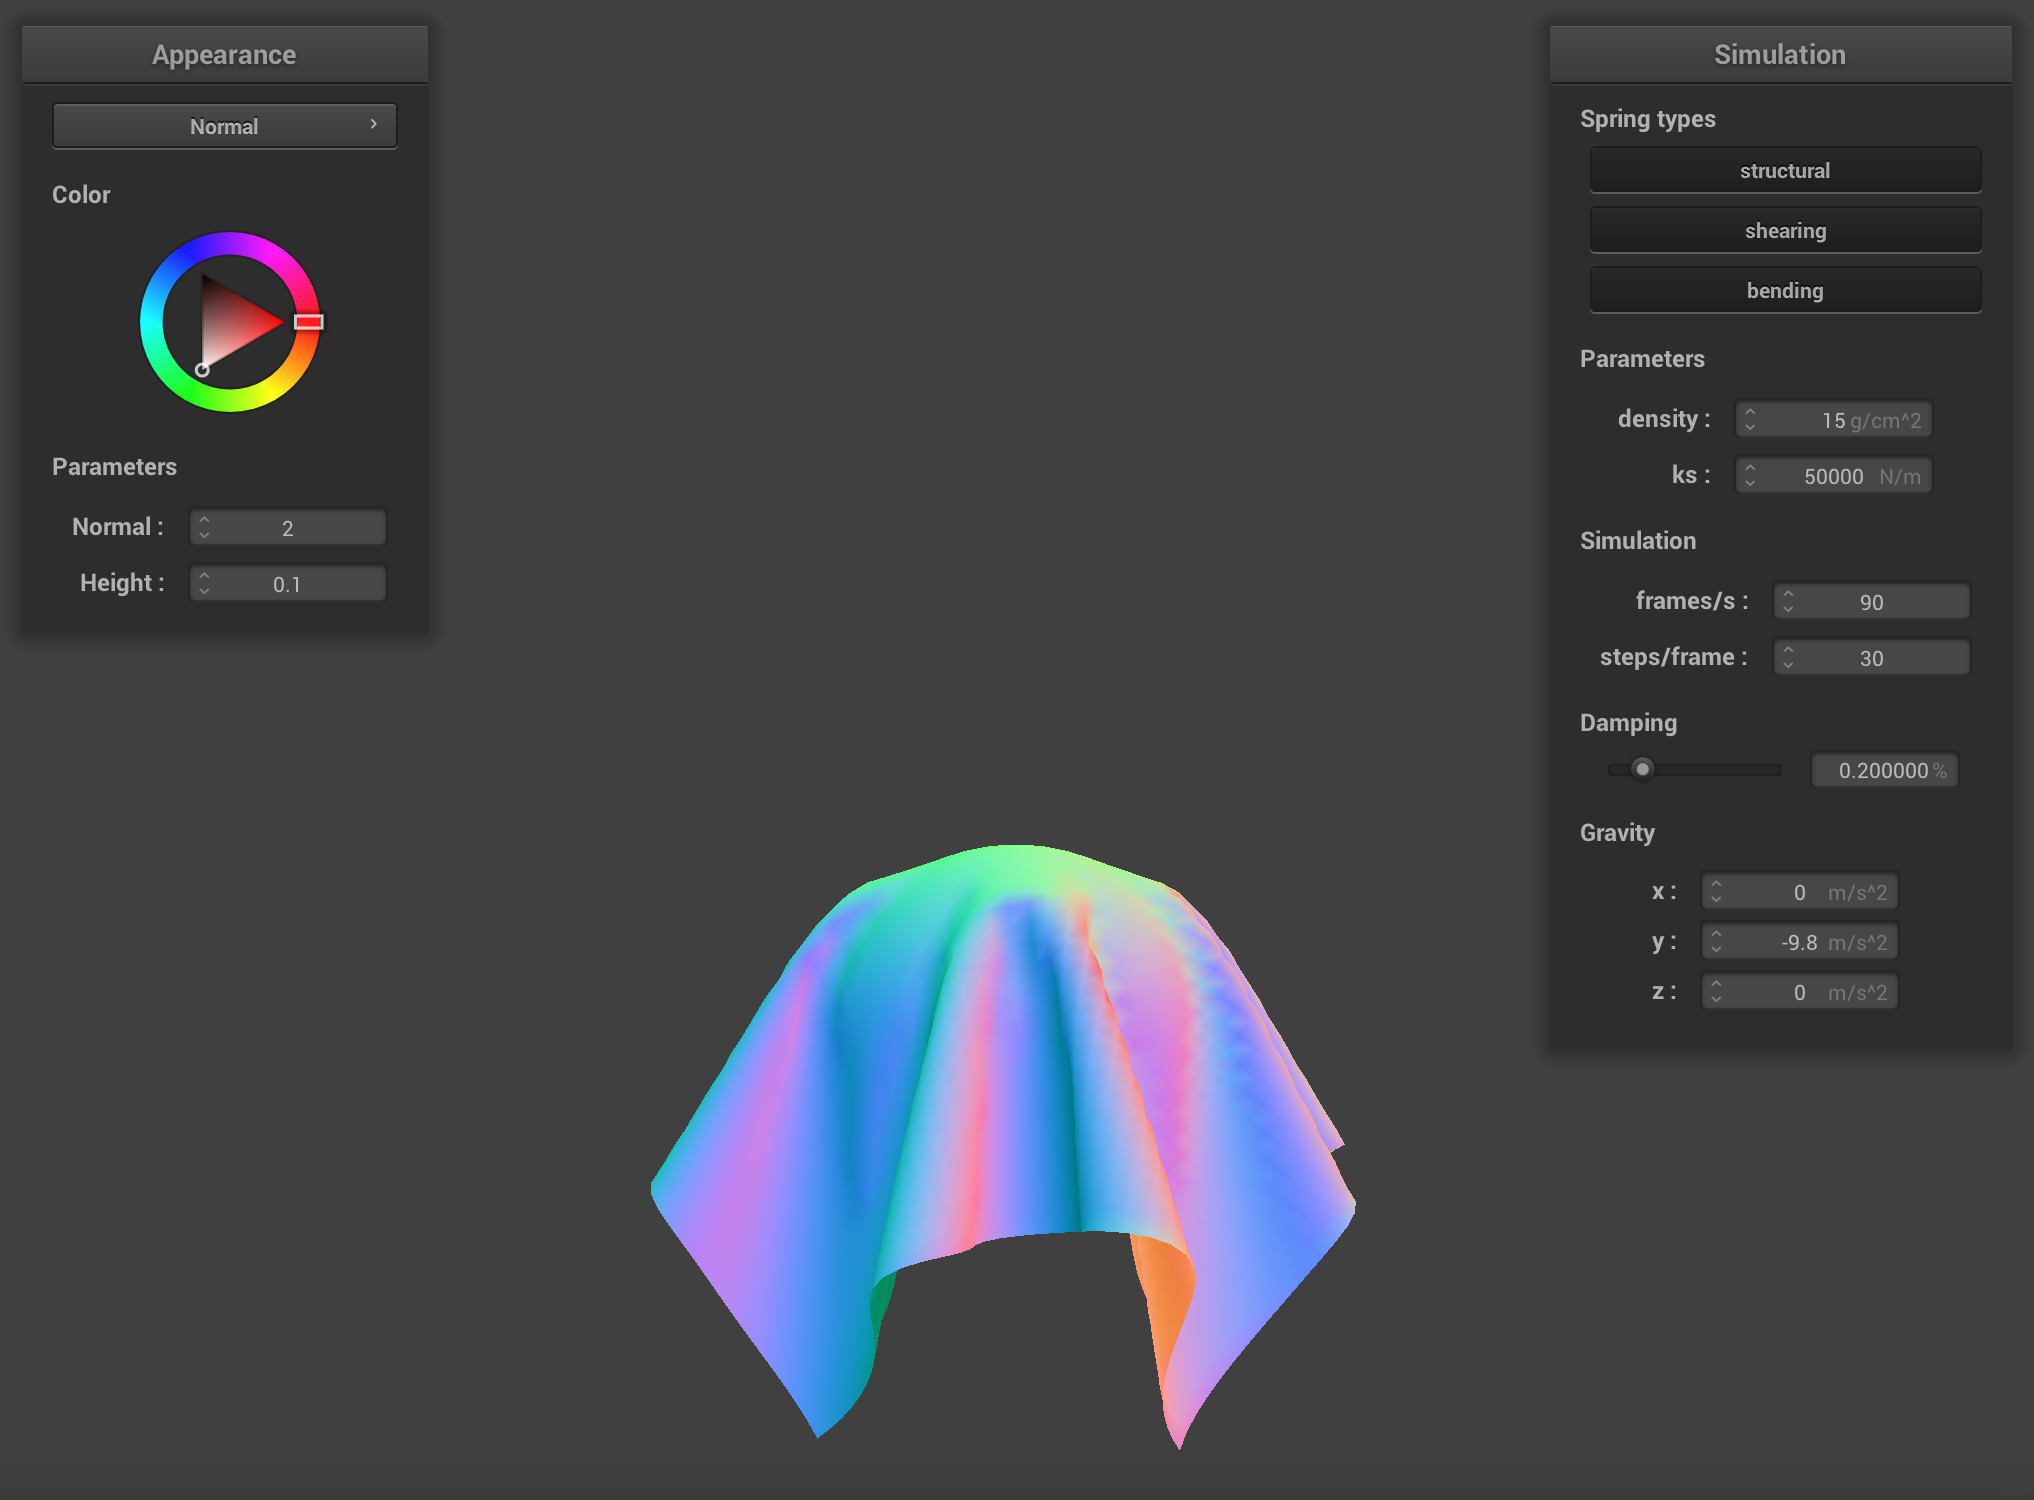 Appearance
Normal
Color
Parameters
Normal : 2
Height : 0.1
Simulation
Spring types
structural
shearing
bending
Parameters
density : 15 g/cm^2
ks : 50000 N/m
Simulation
frames/s : 90
steps/frame : 30
Damping
0.200000 %
Gravity
x : 0 m/s^2
y : -9.8 m/s^2
z : 0 m/s^2